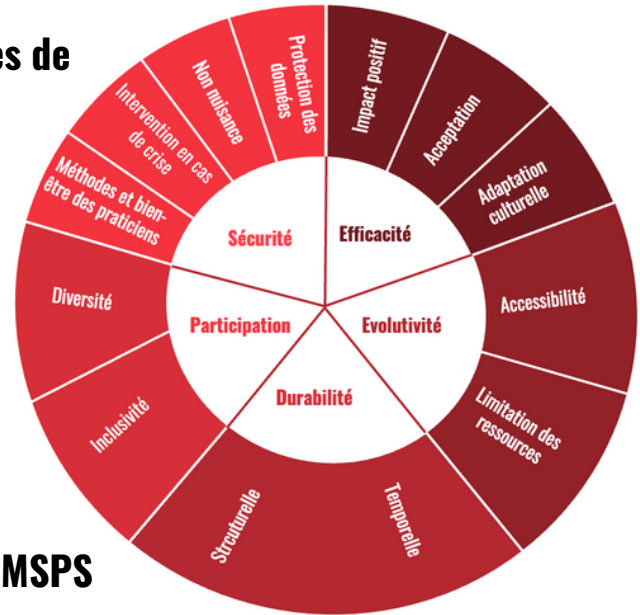 es de
Protection des
données
Impact positif
Non nuisance
Acceptation
Intervention en cas
de crise
Adaptation
culturelle
Méthodes et bien-
être des praticiens
Sécurité
Efficacité
Diversité
Accessibilité
Participation
Evolutivité
Durabilité
Inclusivité
Limitation des
ressources
Strcuturelle
Temporelle
MSPS